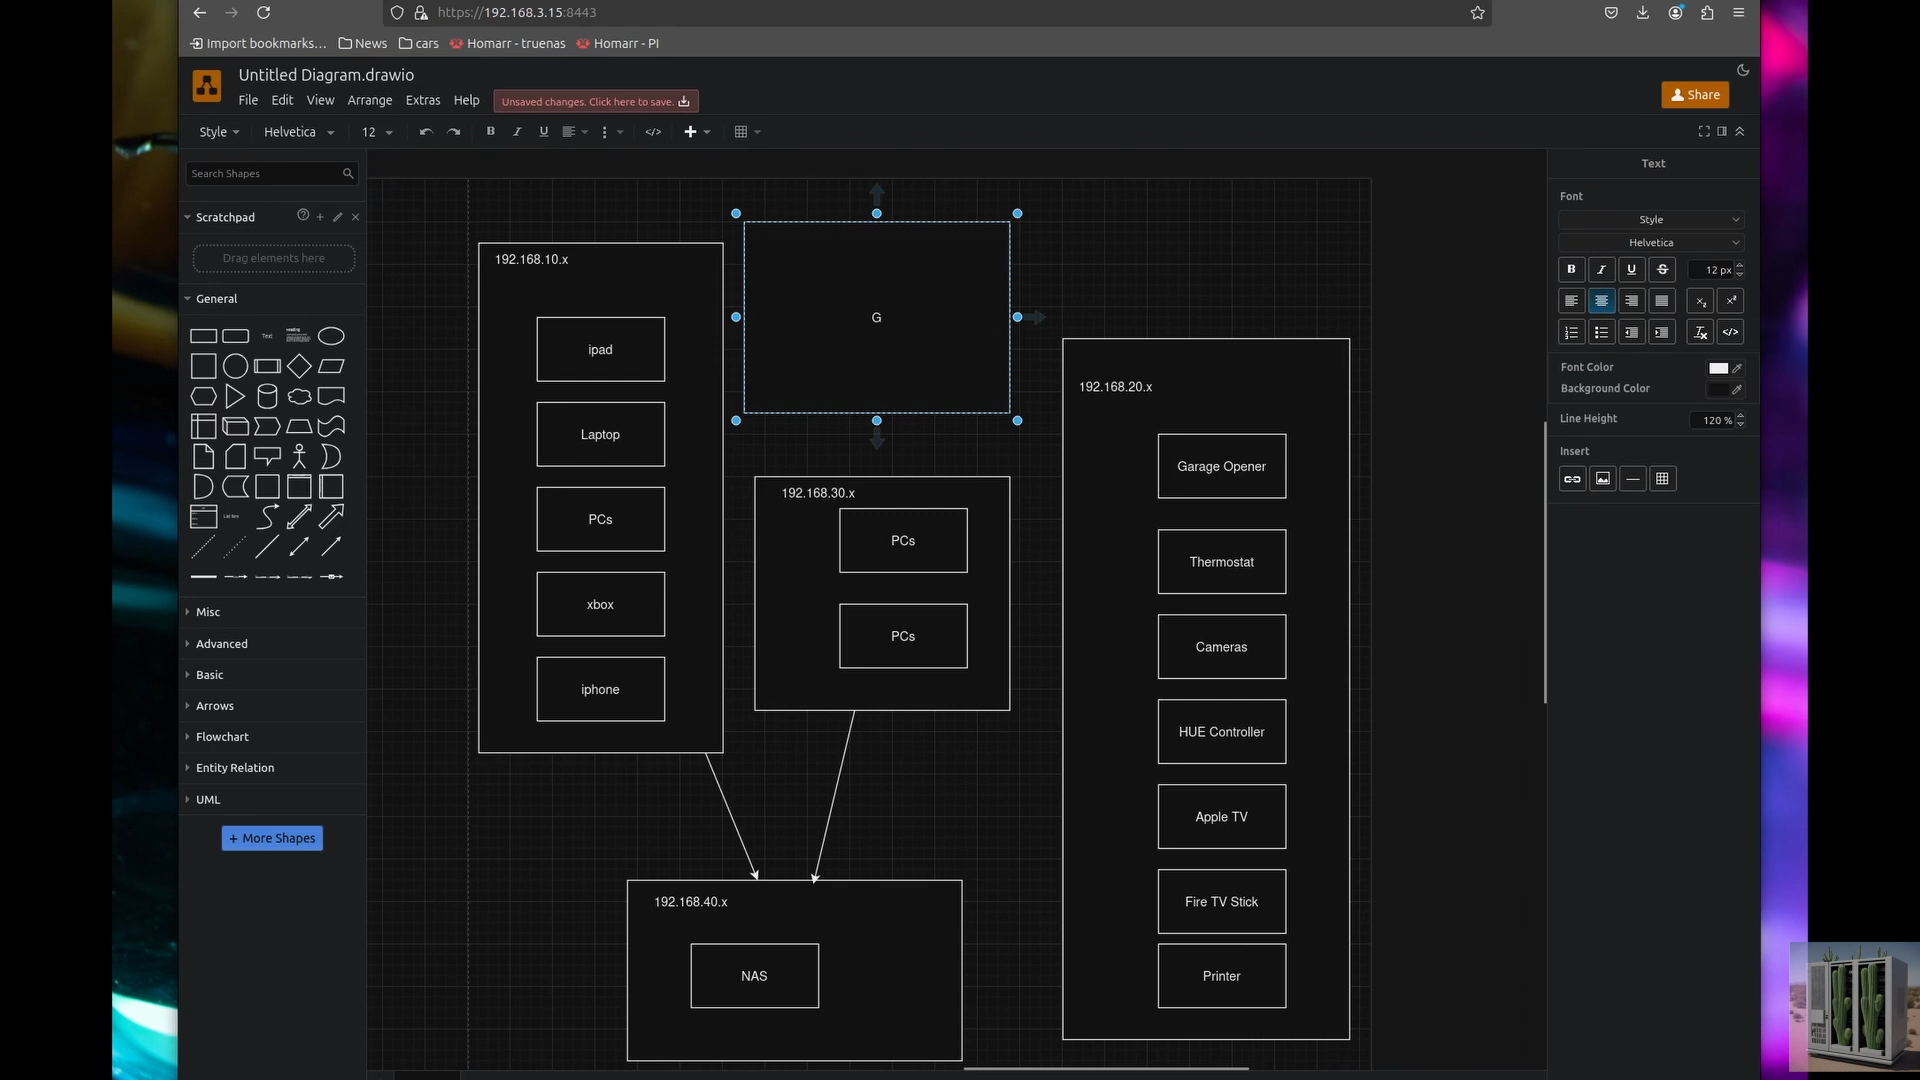 https://192.168.3.15:8443
Import bookmarks...
News
cars
Homarr - truenas
Homarr - PI
Untitled Diagram.drawio
File
Edit
View
Arrange
Extras
Help
Unsaved changes. Click here to save.
Share
Style
Helvetica
12
B
I
U
Search Shapes
Scratchpad
Drag elements here
General
Text
Heading
List Item
Misc
Advanced
Basic
Arrows
Flowchart
Entity Relation
UML
+ More Shapes
192.168.10.x
ipad
Laptop
PCs
xbox
iphone
G
192.168.30.x
PCs
PCs
192.168.40.x
NAS
192.168.20.x
Garage Opener
Thermostat
Cameras
HUE Controller
Apple TV
Fire TV Stick
Printer
Text
Font
Style
Helvetica
B
I
U
S
12 px
Font Color
Background Color
Line Height
120 %
Insert